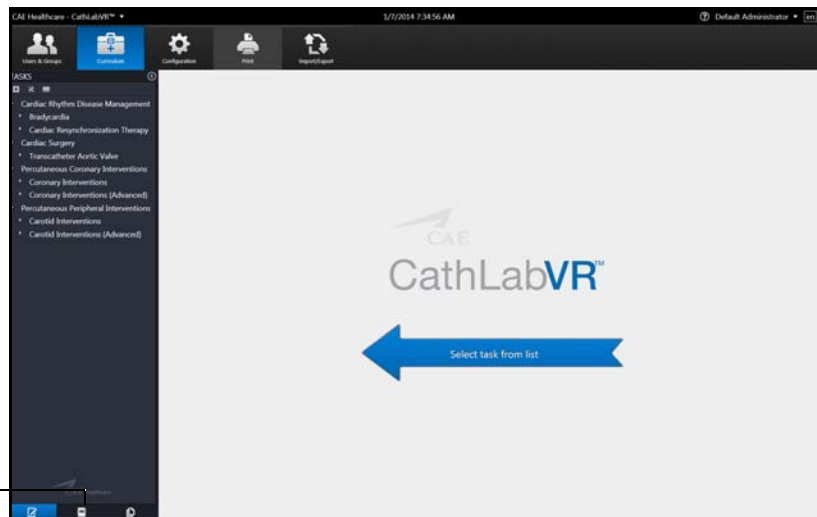 CAE Healthcare - CathLabVR™
1/7/2014 7:34:56 AM
Default Administrator
en
Users & Groups
Curriculum
Configuration
Print
Import/Export
TASKS
Cardiac Rhythm Disease Management
Bradycardia
Cardiac Resynchronization Therapy
Cardiac Surgery
Transcatheter Aortic Valve
Percutaneous Coronary Interventions
Coronary Interventions
Coronary Interventions (Advanced)
Percutaneous Peripheral Interventions
Carotid Interventions
Carotid Interventions (Advanced)
CAE
CathLabVR™
Select task from list